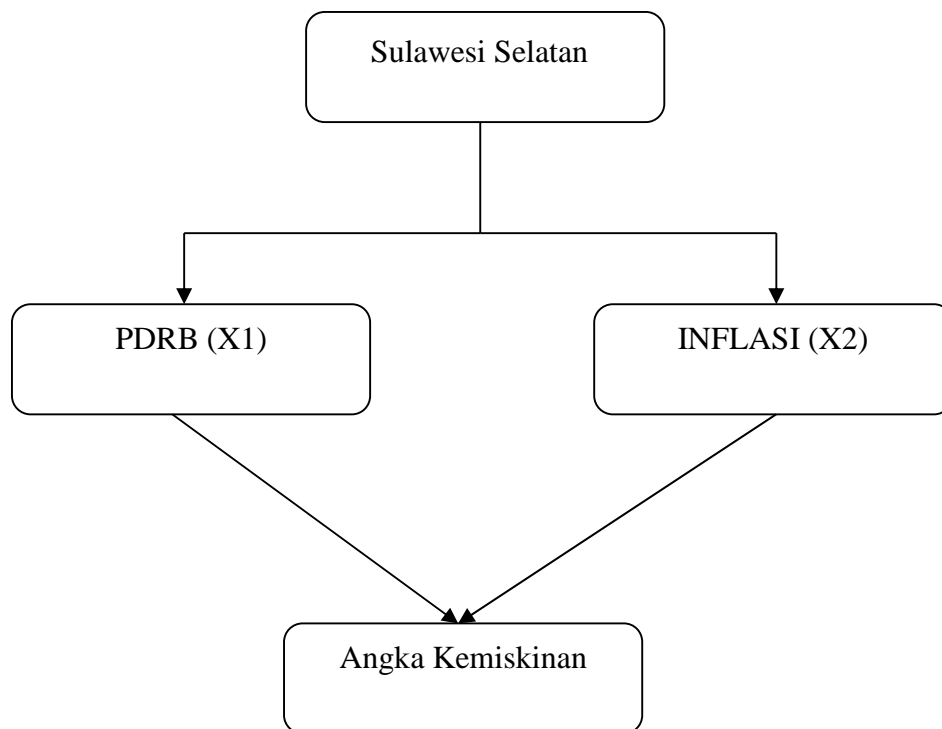 Sulawesi Selatan
PDRB (X1)
INFLASI (X2)
Angka Kemiskinan